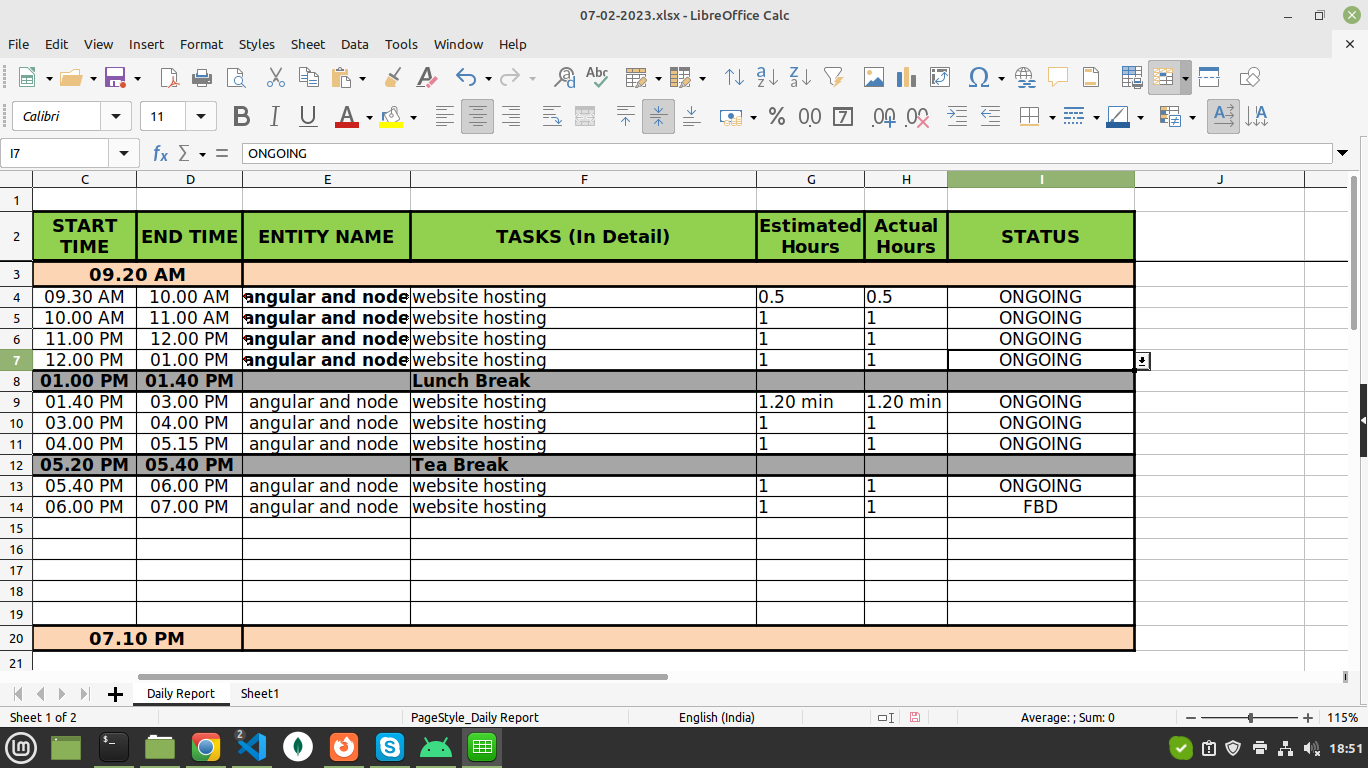 07-02-2023.xlsx - LibreOffice Calc
File Edit View Insert Format Styles Sheet Data Tools Window Help
Calibri 11
I7 ONGOING
C D E F G H I J
1
2 START TIME END TIME ENTITY NAME TASKS (In Detail) Estimated Hours Actual Hours STATUS
3 09.20 AM
4 09.30 AM 10.00 AM angular and node website hosting 0.5 0.5 ONGOING
5 10.00 AM 11.00 AM angular and node website hosting 1 1 ONGOING
6 11.00 PM 12.00 PM angular and node website hosting 1 1 ONGOING
7 12.00 PM 01.00 PM angular and node website hosting 1 1 ONGOING
8 01.00 PM 01.40 PM Lunch Break
9 01.40 PM 03.00 PM angular and node website hosting 1.20 min 1.20 min ONGOING
10 03.00 PM 04.00 PM angular and node website hosting 1 1 ONGOING
11 04.00 PM 05.15 PM angular and node website hosting 1 1 ONGOING
12 05.20 PM 05.40 PM Tea Break
13 05.40 PM 06.00 PM angular and node website hosting 1 1 ONGOING
14 06.00 PM 07.00 PM angular and node website hosting 1 1 FBD
15
16
17
18
19
20 07.10 PM
21
Daily Report Sheet1
Sheet 1 of 2 PageStyle_Daily Report English (India) Average: ; Sum: 0 115%
2 18:51